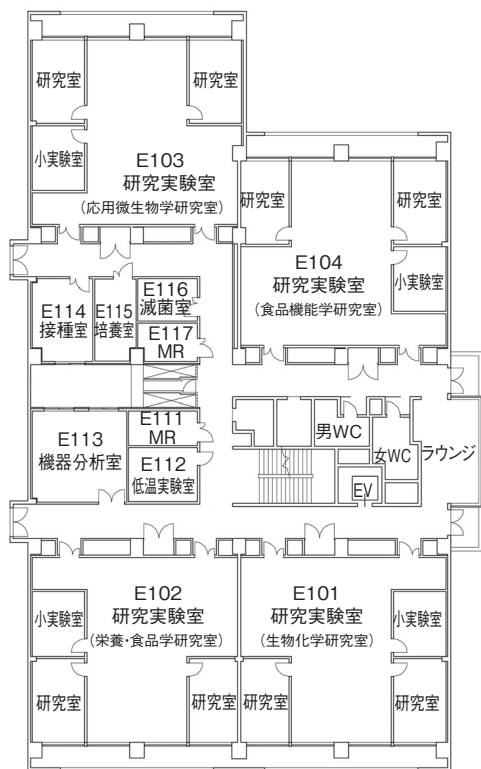 研究室
研究室
小実験室
E103
研究実験室
(応用微生物学研究室)
研究室
研究室
E104
研究実験室
(食品機能学研究室)
小実験室
E114
接種室
E115
培養室
E116
滅菌室
E117
MR
E111
MR
E113
機器分析室
E112
低温実験室
男WC
女WC
ラウンジ
EV
E102
研究実験室
(栄養・食品学研究室)
小実験室
研究室
研究室
E101
研究実験室
(生物化学研究室)
小実験室
研究室
研究室